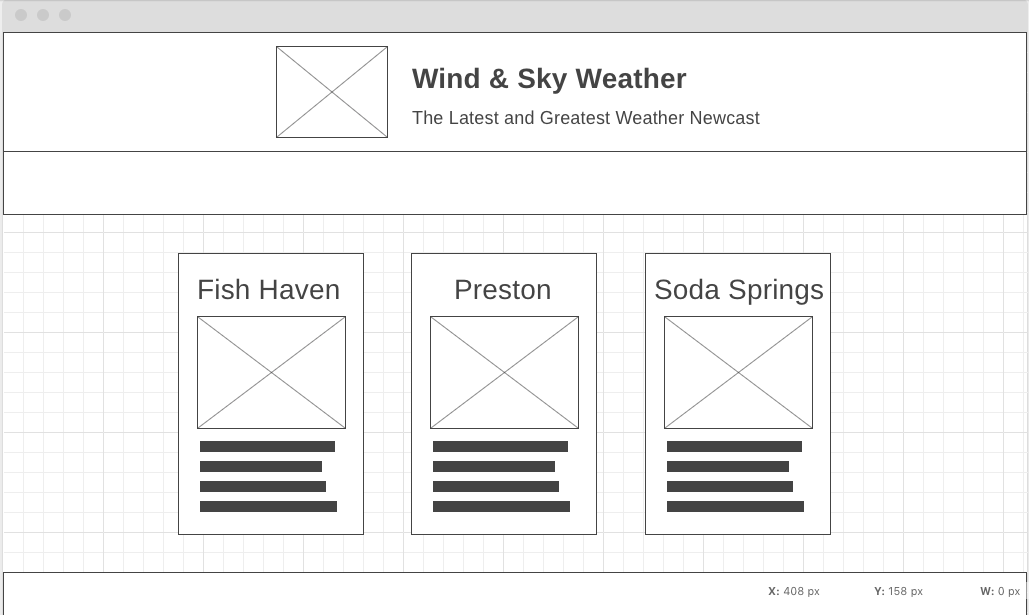 Wind & Sky Weather
The Latest and Greatest Weather Newcast
Fish Haven
Preston
Soda Springs
X: 408 px
Y: 158 px
W: 0 px